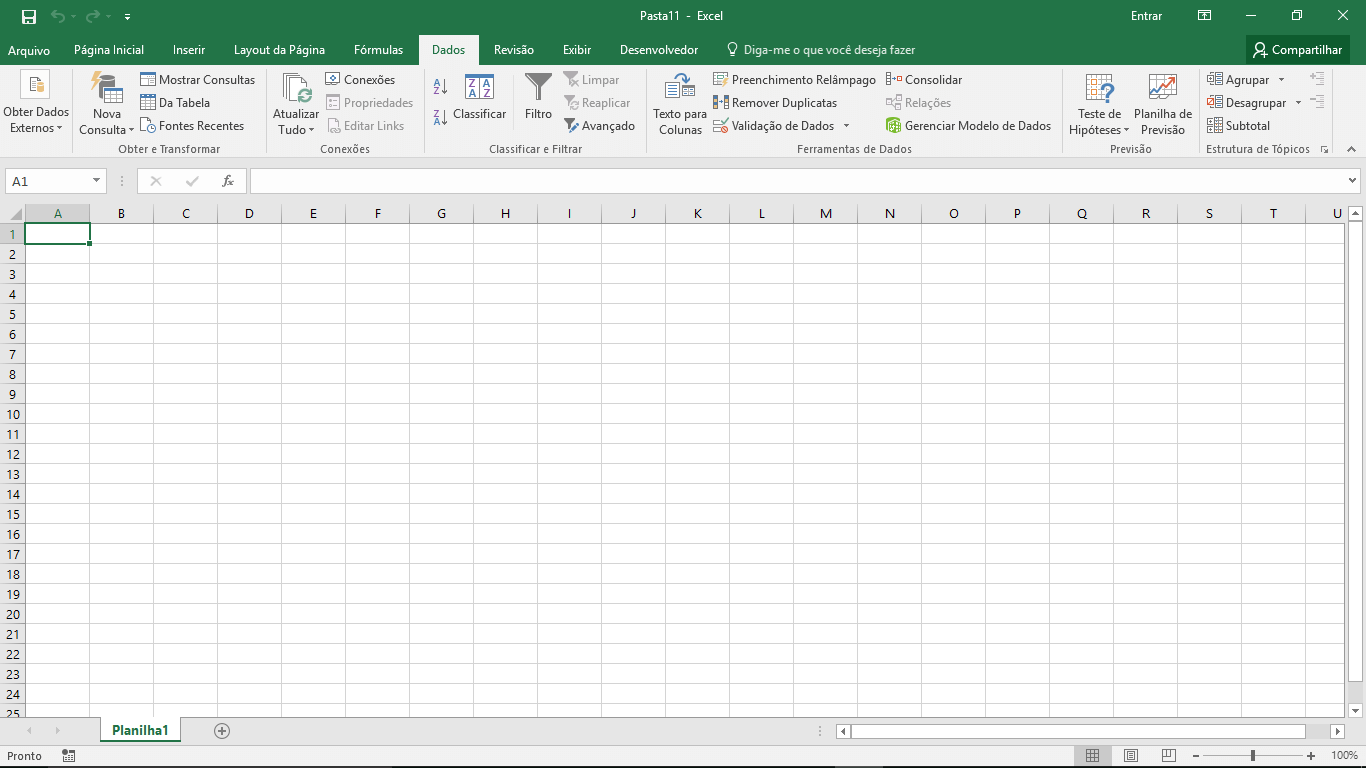 Pasta11 - Excel
Entrar
Arquivo Página Inicial Inserir Layout da Página Fórmulas Dados Revisão Exibir Desenvolvedor Diga-me o que você deseja fazer Compartilhar
Obter Dados
Externos
Nova
Consulta
Mostrar Consultas
Da Tabela
Fontes Recentes
Obter e Transformar
Atualizar
Tudo
Conexões
Propriedades
Editar Links
Conexões
Classificar
Filtro
Limpar
Reaplicar
Avançado
Classificar e Filtrar
Texto para
Colunas
Preenchimento Relâmpago
Remover Duplicatas
Validação de Dados
Consolidar
Relações
Gerenciar Modelo de Dados
Ferramentas de Dados
Teste de
Hipóteses
Planilha de
Previsão
Previsão
Agrupar
Desagrupar
Subtotal
Estrutura de Tópicos
A1
fx
A B C D E F G H I J K L M N O P Q R S T U
1
2
3
4
5
6
7
8
9
10
11
12
13
14
15
16
17
18
19
20
21
22
23
24
25
Planilha1
Pronto
100%